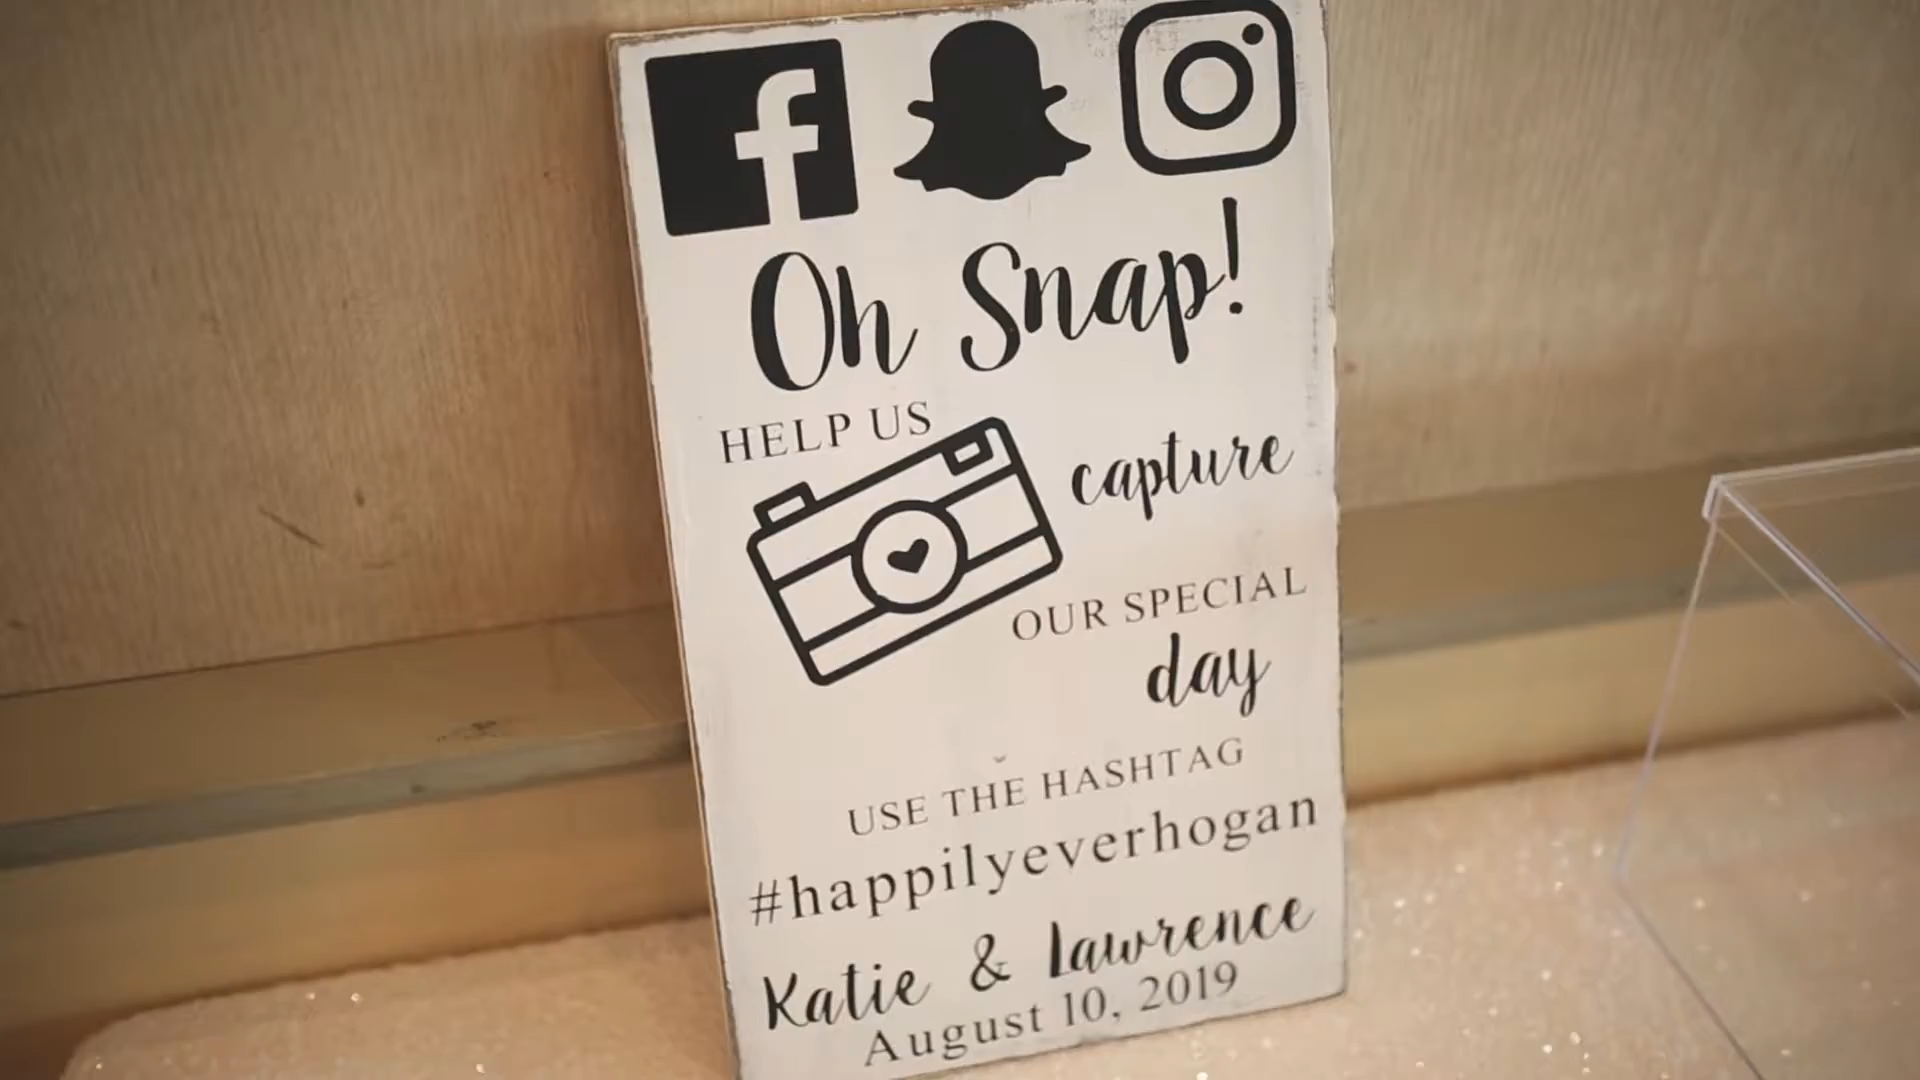 Oh Snap!
HELP US
capture
OUR SPECIAL
day
USE THE HASHTAG
#happilyeverhogan
Katie & Lawrence
August 10, 2019